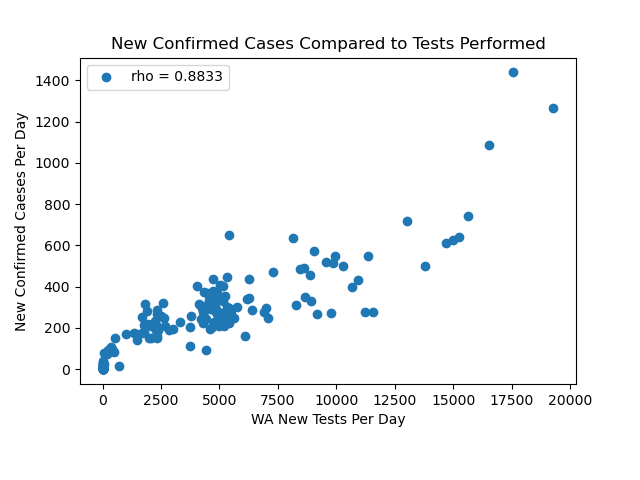 New Confirmed Cases Compared to Tests Performed
rho = 0.8833
New Confirmed Caeses Per Day
1400
1200
1000
800
600
400
200
0
0 2500 5000 7500 10000 12500 15000 17500 20000
WA New Tests Per Day